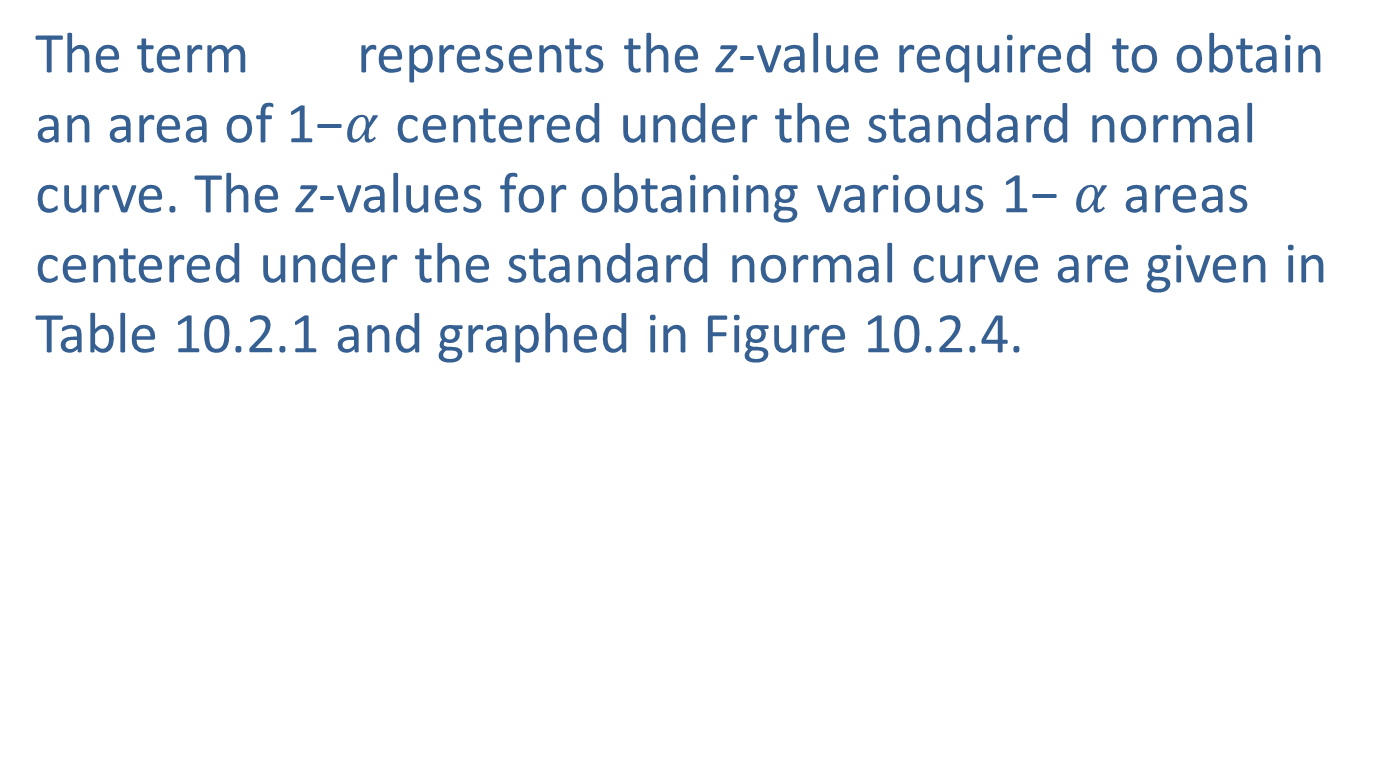 The term represents the z-value required to obtain
an area of 1−α centered under the standard normal
curve. The z-values for obtaining various 1− α areas
centered under the standard normal curve are given in
Table 10.2.1 and graphed in Figure 10.2.4.